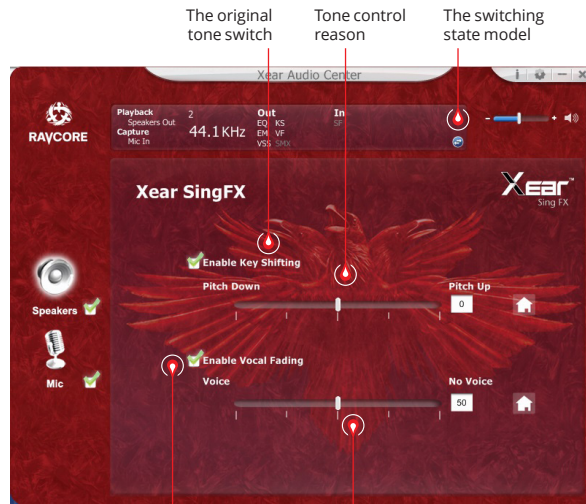 The original tone switch
Tone control reason
The switching state model
Xear Audio Center
i
RAVCORE
Playback 2 Out In
Speakers Out EQ KS SF
Capture 44.1KHz EM VF
Mic In VSS SMX
- +
Xear SingFX
Xear™
Sing FX
Enable Key Shifting
Pitch Down Pitch Up
0
Speakers
Enable Vocal Fading
Mic
Voice No Voice
50